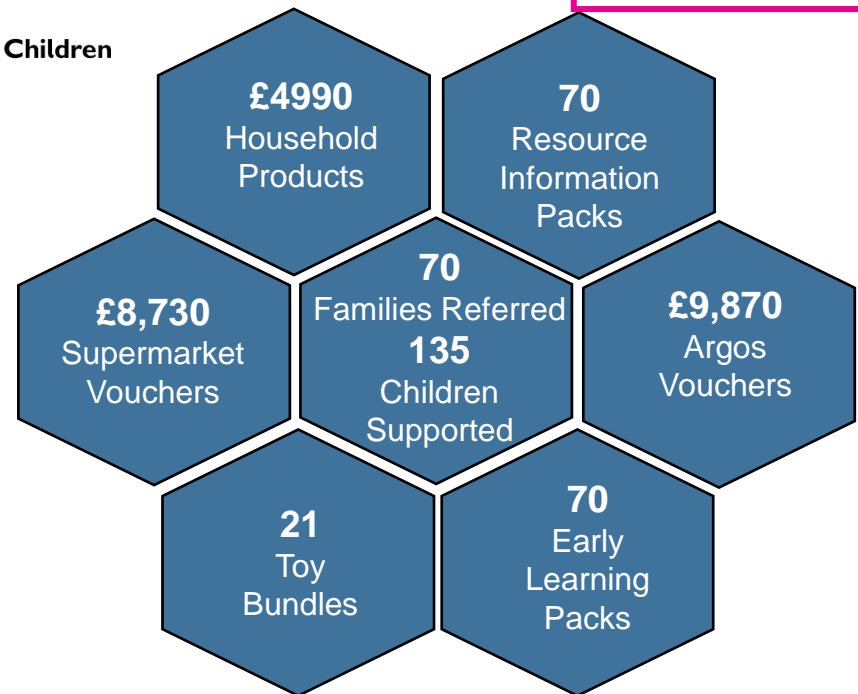 Children
£4990
Household
Products
70
Resource
Information
Packs
£8,730
Supermarket
Vouchers
70
Families Referred
135
Children
Supported
£9,870
Argos
Vouchers
21
Toy
Bundles
70
Early
Learning
Packs